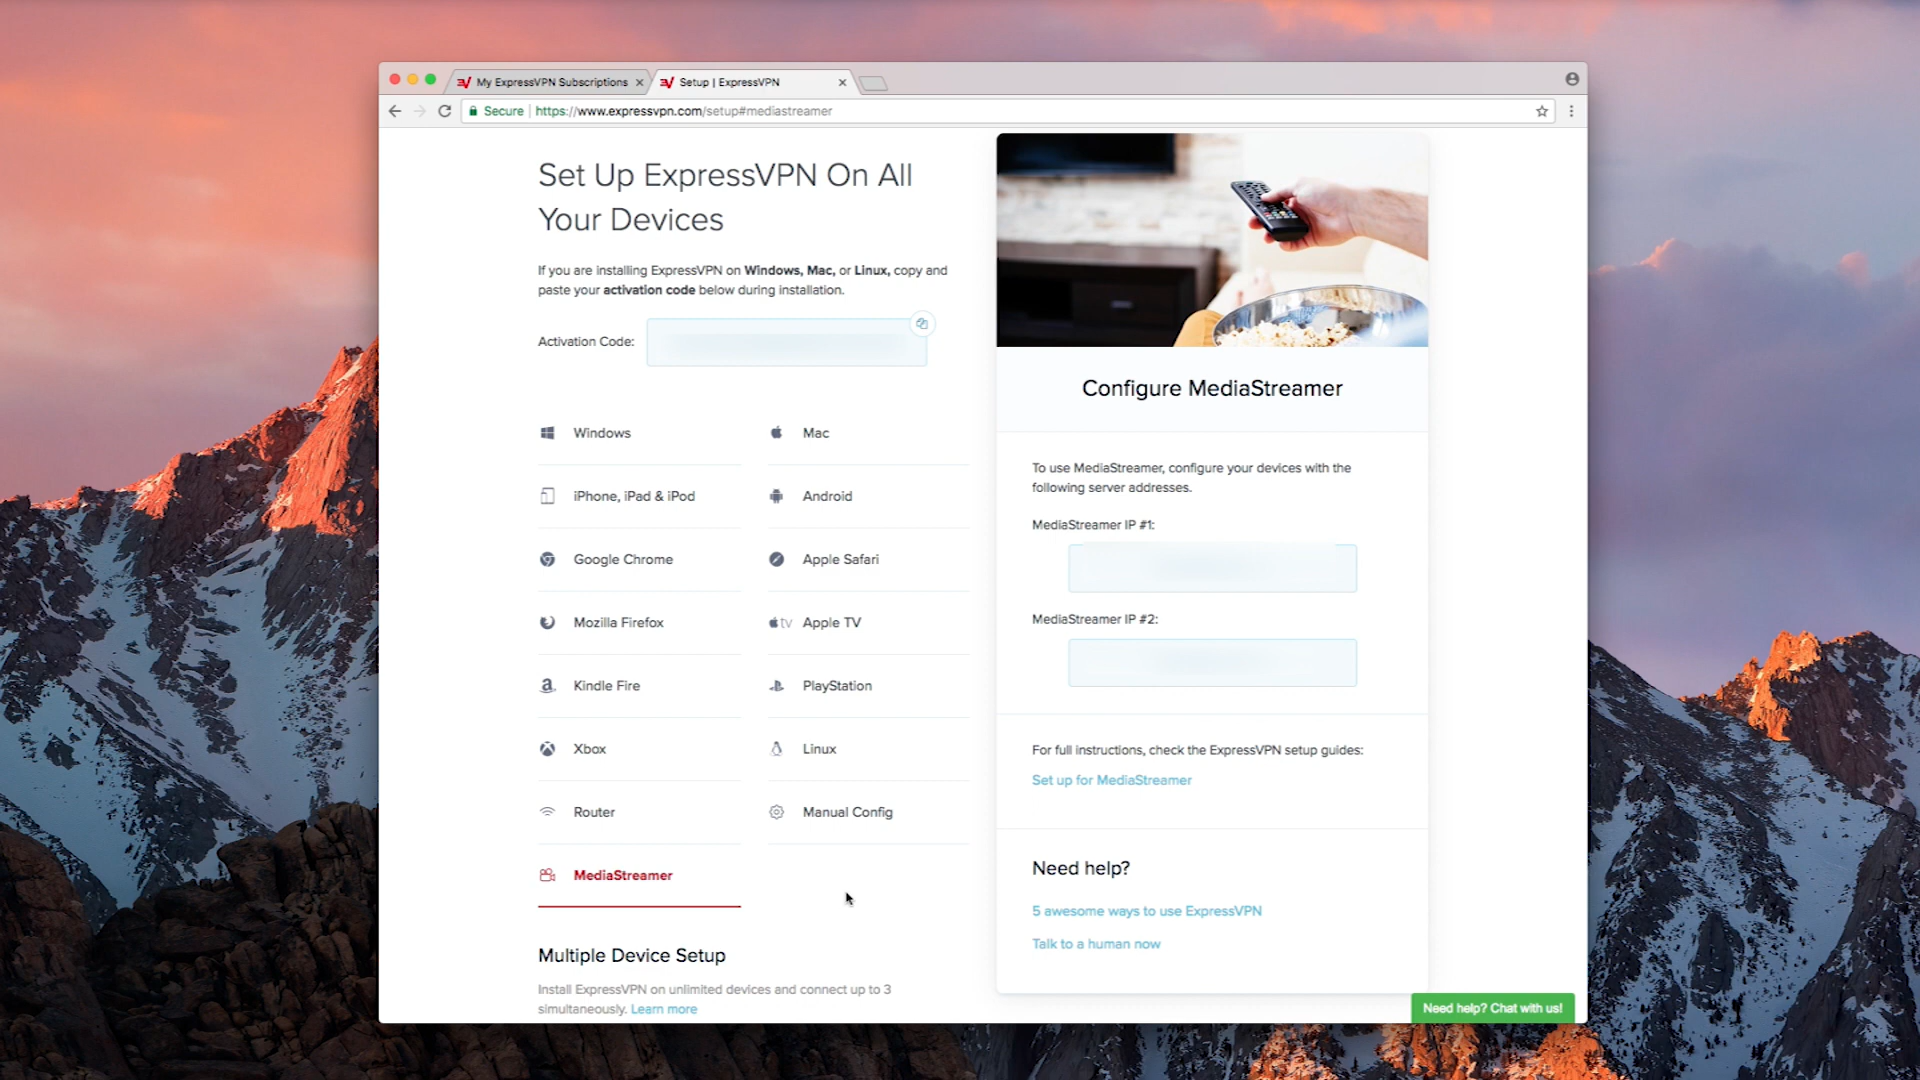 My ExpressVPN Subscriptions
Setup | ExpressVPN
Secure
https://www.expressvpn.com/setup#mediastreamer
Set Up ExpressVPN On All
Your Devices
If you are installing ExpressVPN on Windows, Mac, or Linux, copy and
paste your activation code below during installation.
Activation Code:
Windows
Mac
iPhone, iPad & iPod
Android
Google Chrome
Apple Safari
Mozilla Firefox
tv Apple TV
Kindle Fire
PlayStation
Xbox
Linux
Router
Manual Config
MediaStreamer
Multiple Device Setup
Install ExpressVPN on unlimited devices and connect up to 3
simultaneously. Learn more
Configure MediaStreamer
To use MediaStreamer, configure your devices with the
following server addresses.
MediaStreamer IP #1:
MediaStreamer IP #2:
For full instructions, check the ExpressVPN setup guides:
Set up for MediaStreamer
Need help?
5 awesome ways to use ExpressVPN
Talk to a human now
Need help? Chat with us!